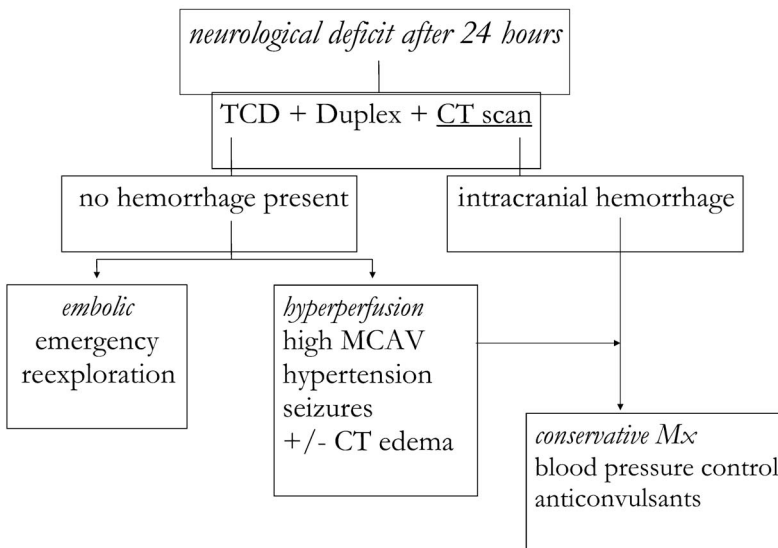 neurological deficit after 24 hours
TCD + Duplex + CT scan
no hemorrhage present
intracranial hemorrhage
embolic
emergency
reexploration
hyperperfusion
high MCAV
hypertension
seizures
+/- CT edema
conservative Mx
blood pressure control
anticonvulsants